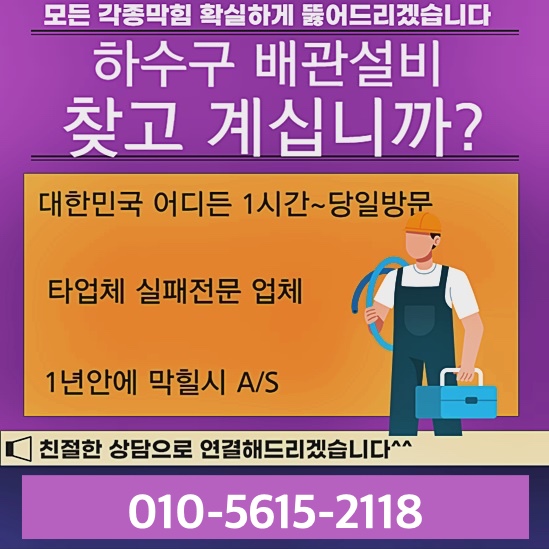 모든 각종막힘 확실하게 뚫어드리겠습니다
하수구 배관설비
찾고 계십니까?
대한민국 어디든 1시간~당일방문
타업체 실패전문 업체
1년안에 막힐시 A/S
친절한 상담으로 연결해드리겠습니다^^
010-5615-2118